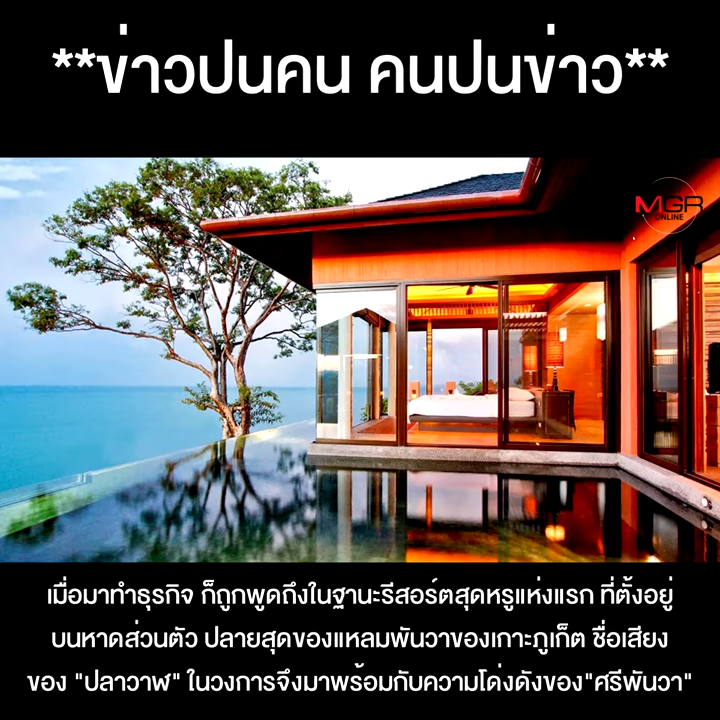 **ข่าวปนคน คนปนข่าว**
MGR
ONLINE
เมื่อมาทำธุรกิจ ก็ถูกพูดถึงในฐานะรีสอร์ตสุดหรูแห่งแรก ที่ตั้งอยู่
บนหาดส่วนตัว ปลายสุดของแหลมพันวาของเกาะภูเก็ต ชื่อเสียง
ของ "ปลาวาฬ" ในวงการจึงมาพร้อมกับความโด่งดังของ"ศรีพันวา"